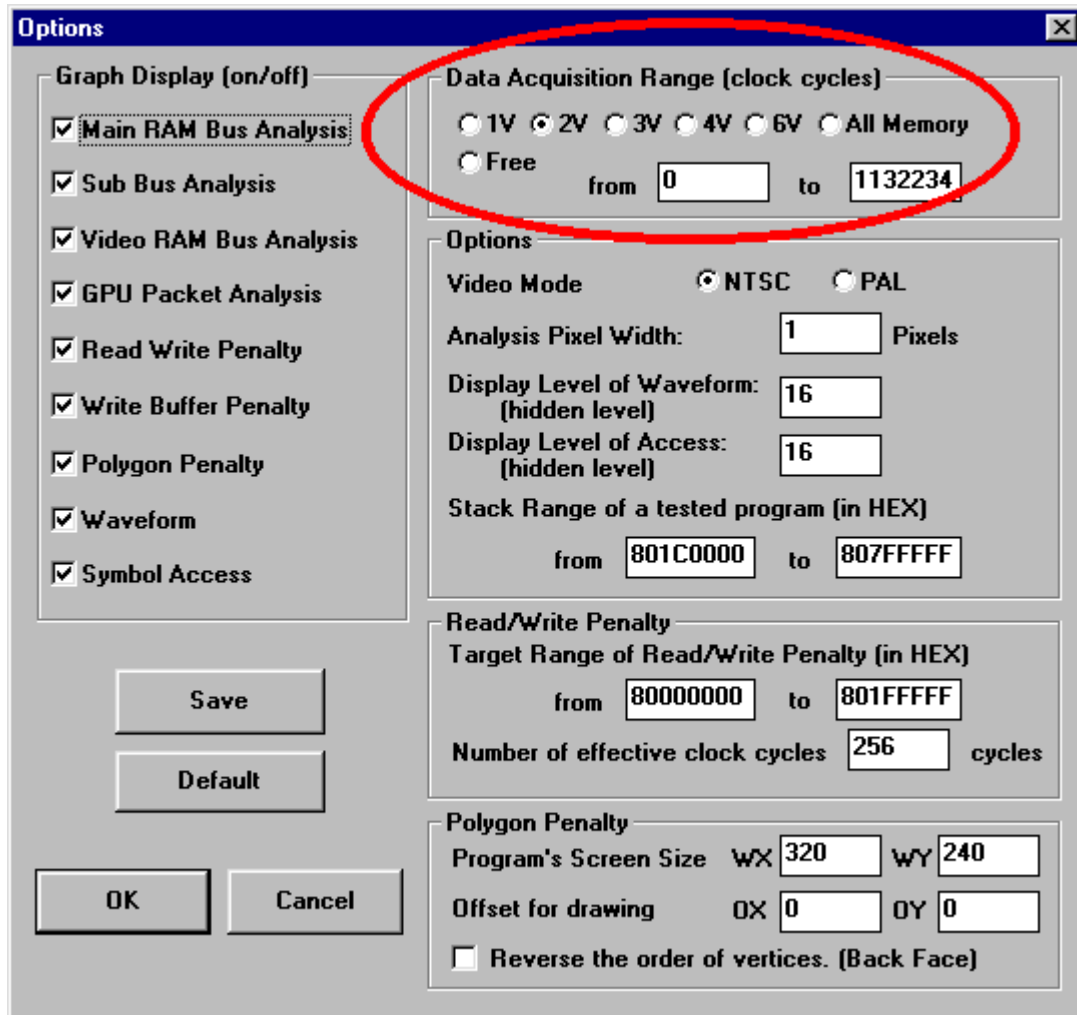 Options
Graph Display (on/off)
Main RAM Bus Analysis
Sub Bus Analysis
Video RAM Bus Analysis
GPU Packet Analysis
Read Write Penalty
Write Buffer Penalty
Polygon Penalty
Waveform
Symbol Access
Save
Default
OK Cancel
Data Acquisition Range (clock cycles)
1V 2V 3V 4V 6V All Memory
Free
from 0 to 1132234
Options
Video Mode NTSC PAL
Analysis Pixel Width: 1 Pixels
Display Level of Waveform: 16
(hidden level)
Display Level of Access: 16
(hidden level)
Stack Range of a tested program (in HEX)
from 801C0000 to 807FFFFF
Read/Write Penalty
Target Range of Read/Write Penalty (in HEX)
from 80000000 to 801FFFFF
Number of effective clock cycles 256 cycles
Polygon Penalty
Program's Screen Size WX 320 WY 240
Offset for drawing OX 0 OY 0
Reverse the order of vertices. (Back Face)